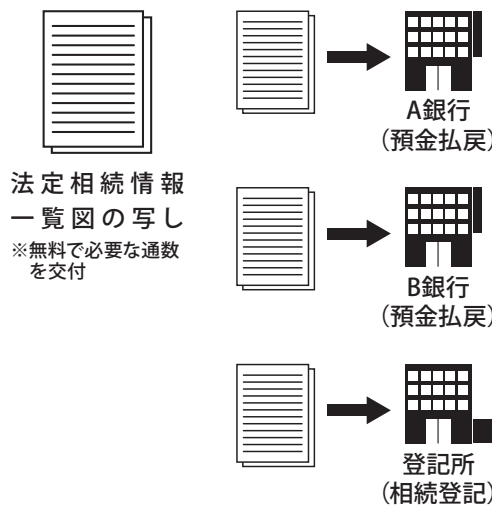 法定相続情報
一覧図の写し
※無料で必要な通数
を交付
A銀行
(預金払戻)
B銀行
(預金払戻)
登記所
(相続登記)